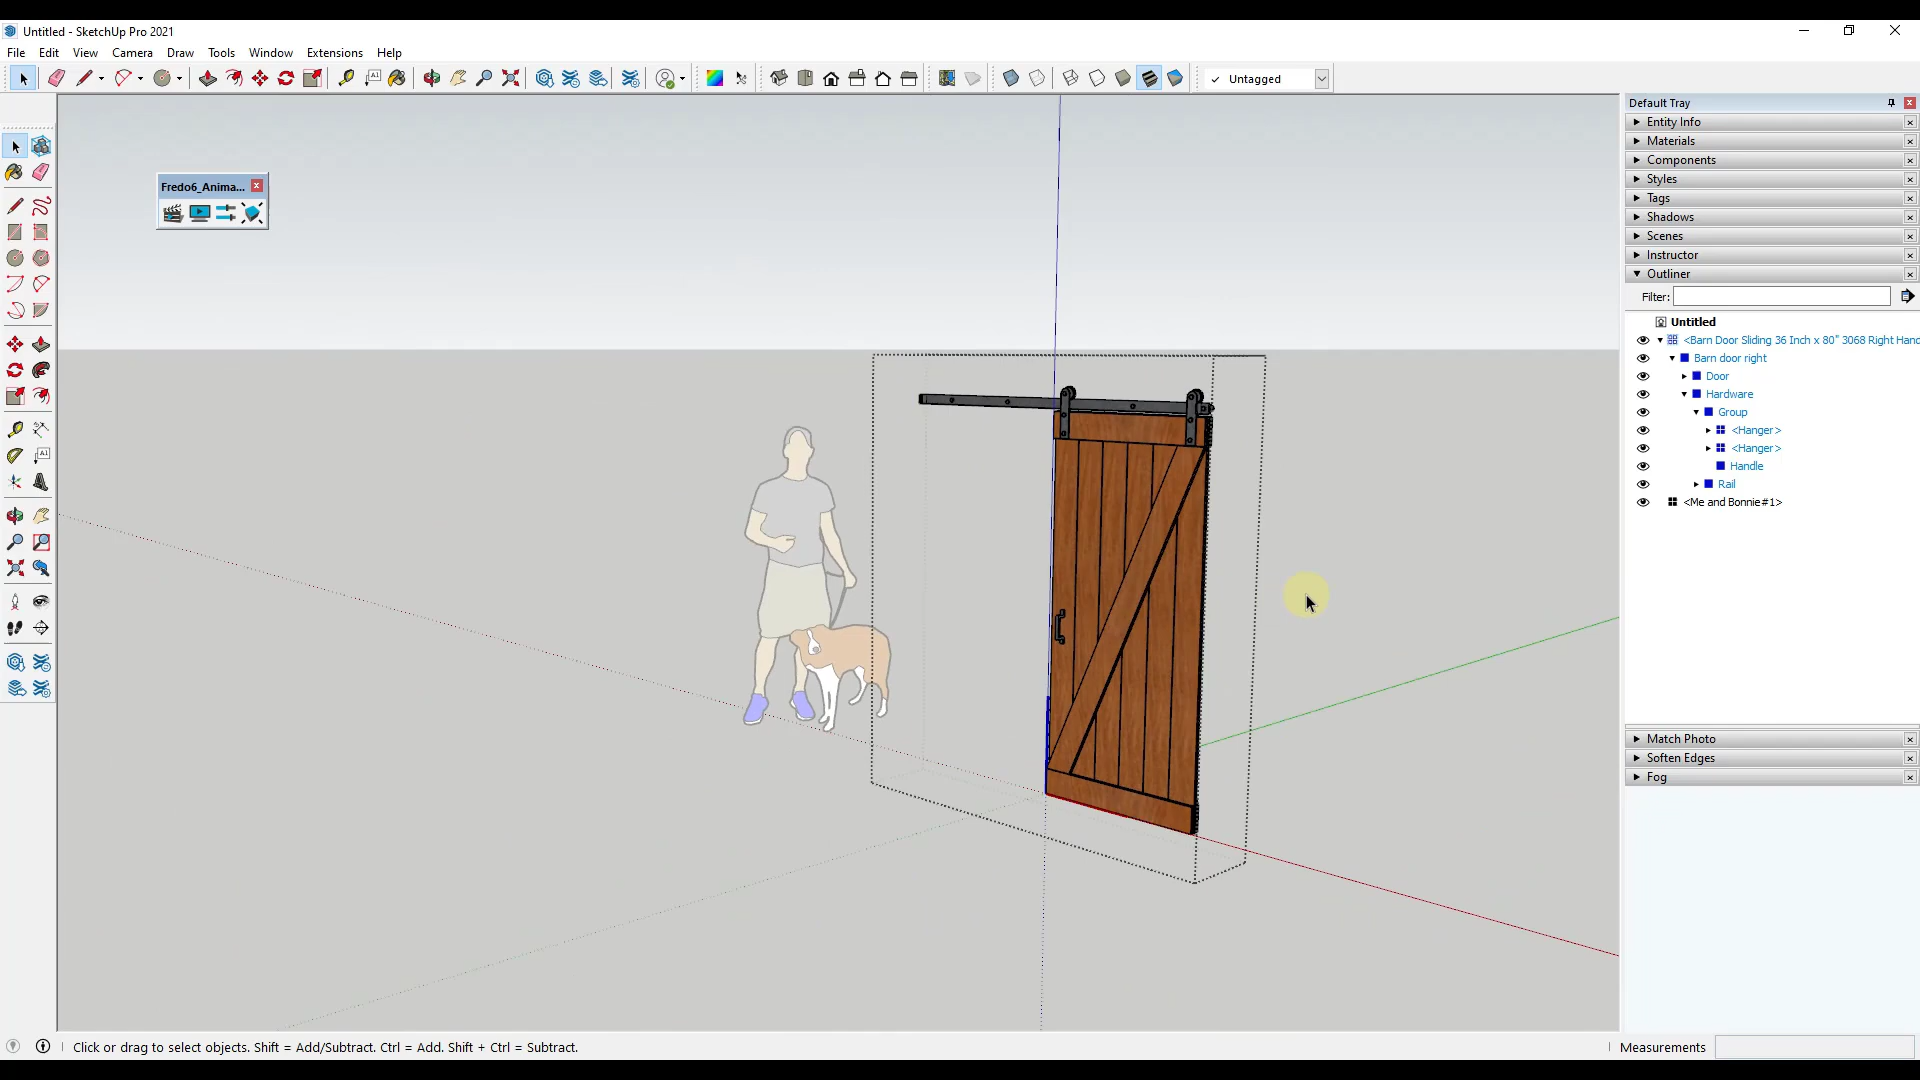 Untitled - SketchUp Pro 2021
File Edit View Camera Draw Tools Window Extensions Help
Untagged
Default Tray
Entity Info
Materials
Components
Styles
Tags
Shadows
Scenes
Instructor
Outliner
Filter:
Untitled
<Barn Door Sliding 36 Inch x 80" 3068 Right Hand
Barn door right
Door
Hardware
Group
<Hanger>
<Hanger>
Handle
Rail
<Me and Bonnie#1>
Fredo6_Anima...
Match Photo
Soften Edges
Fog
Click or drag to select objects. Shift = Add/Subtract. Ctrl = Add. Shift + Ctrl = Subtract.
Measurements